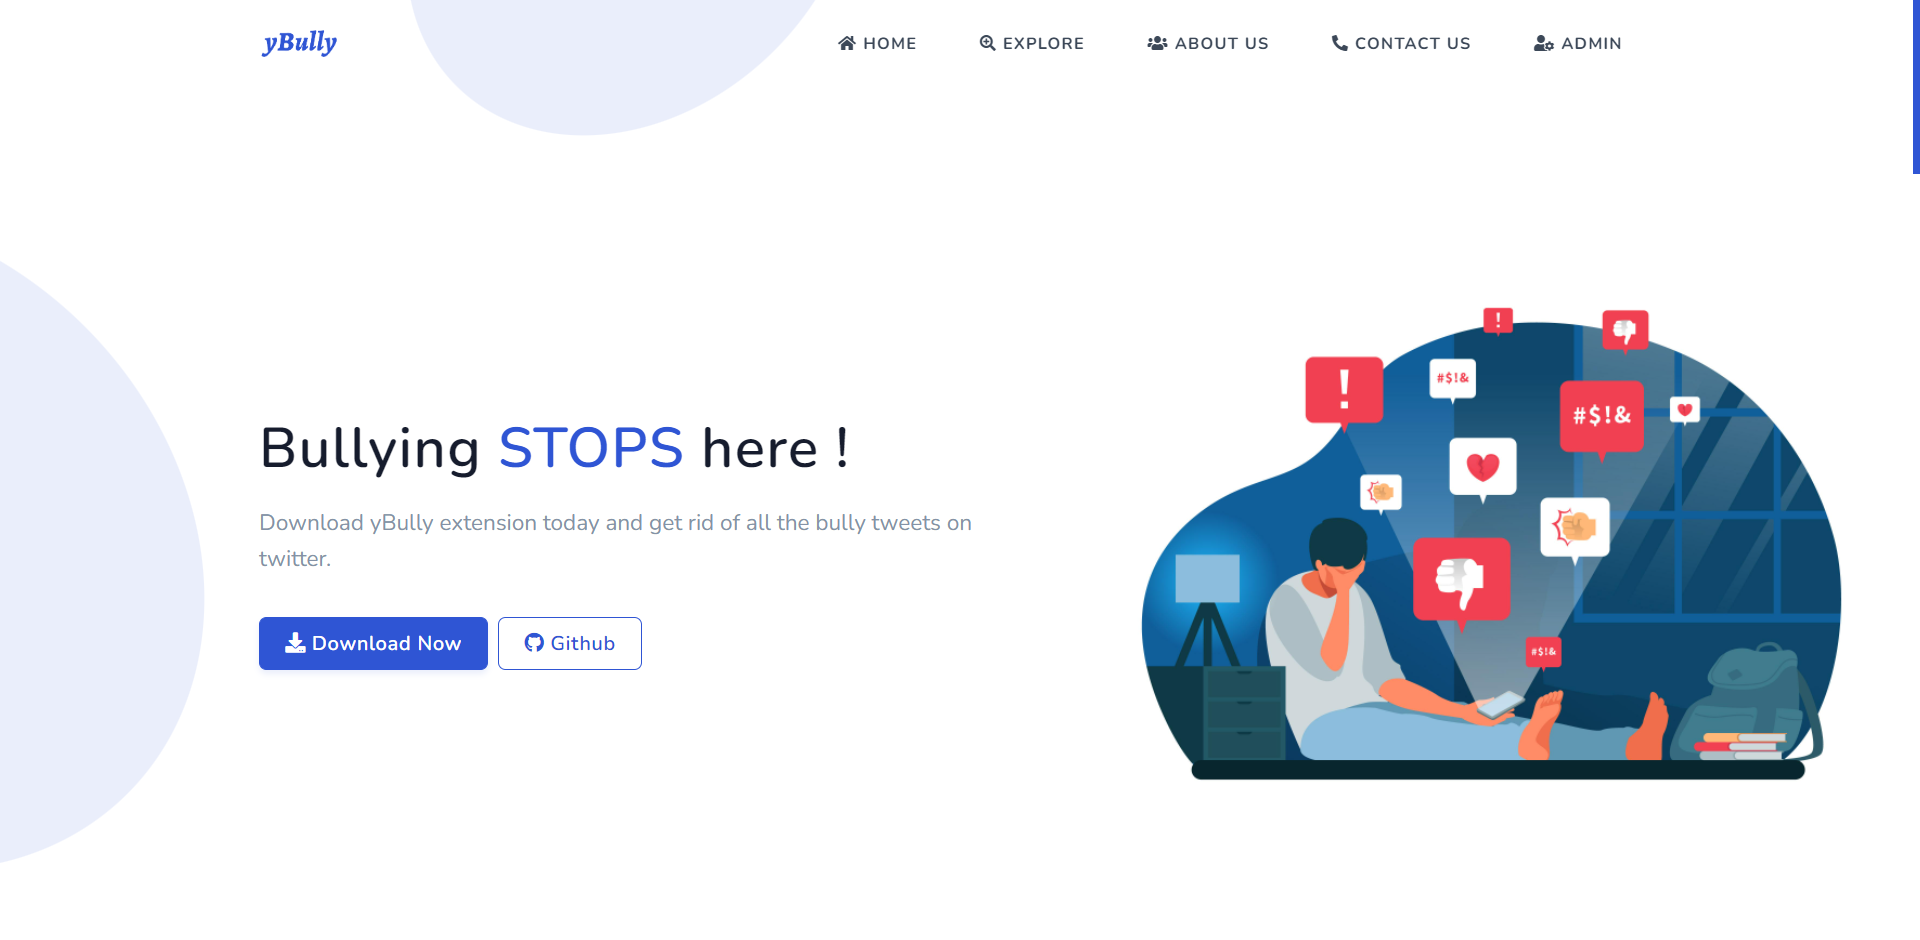 yBully
HOME
EXPLORE
ABOUT US
CONTACT US
ADMIN
Bullying STOPS here !
Download yBully extension today and get rid of all the bully tweets on
twitter.
Download Now
Github
!
!
#$!&
#$!&
#$!&